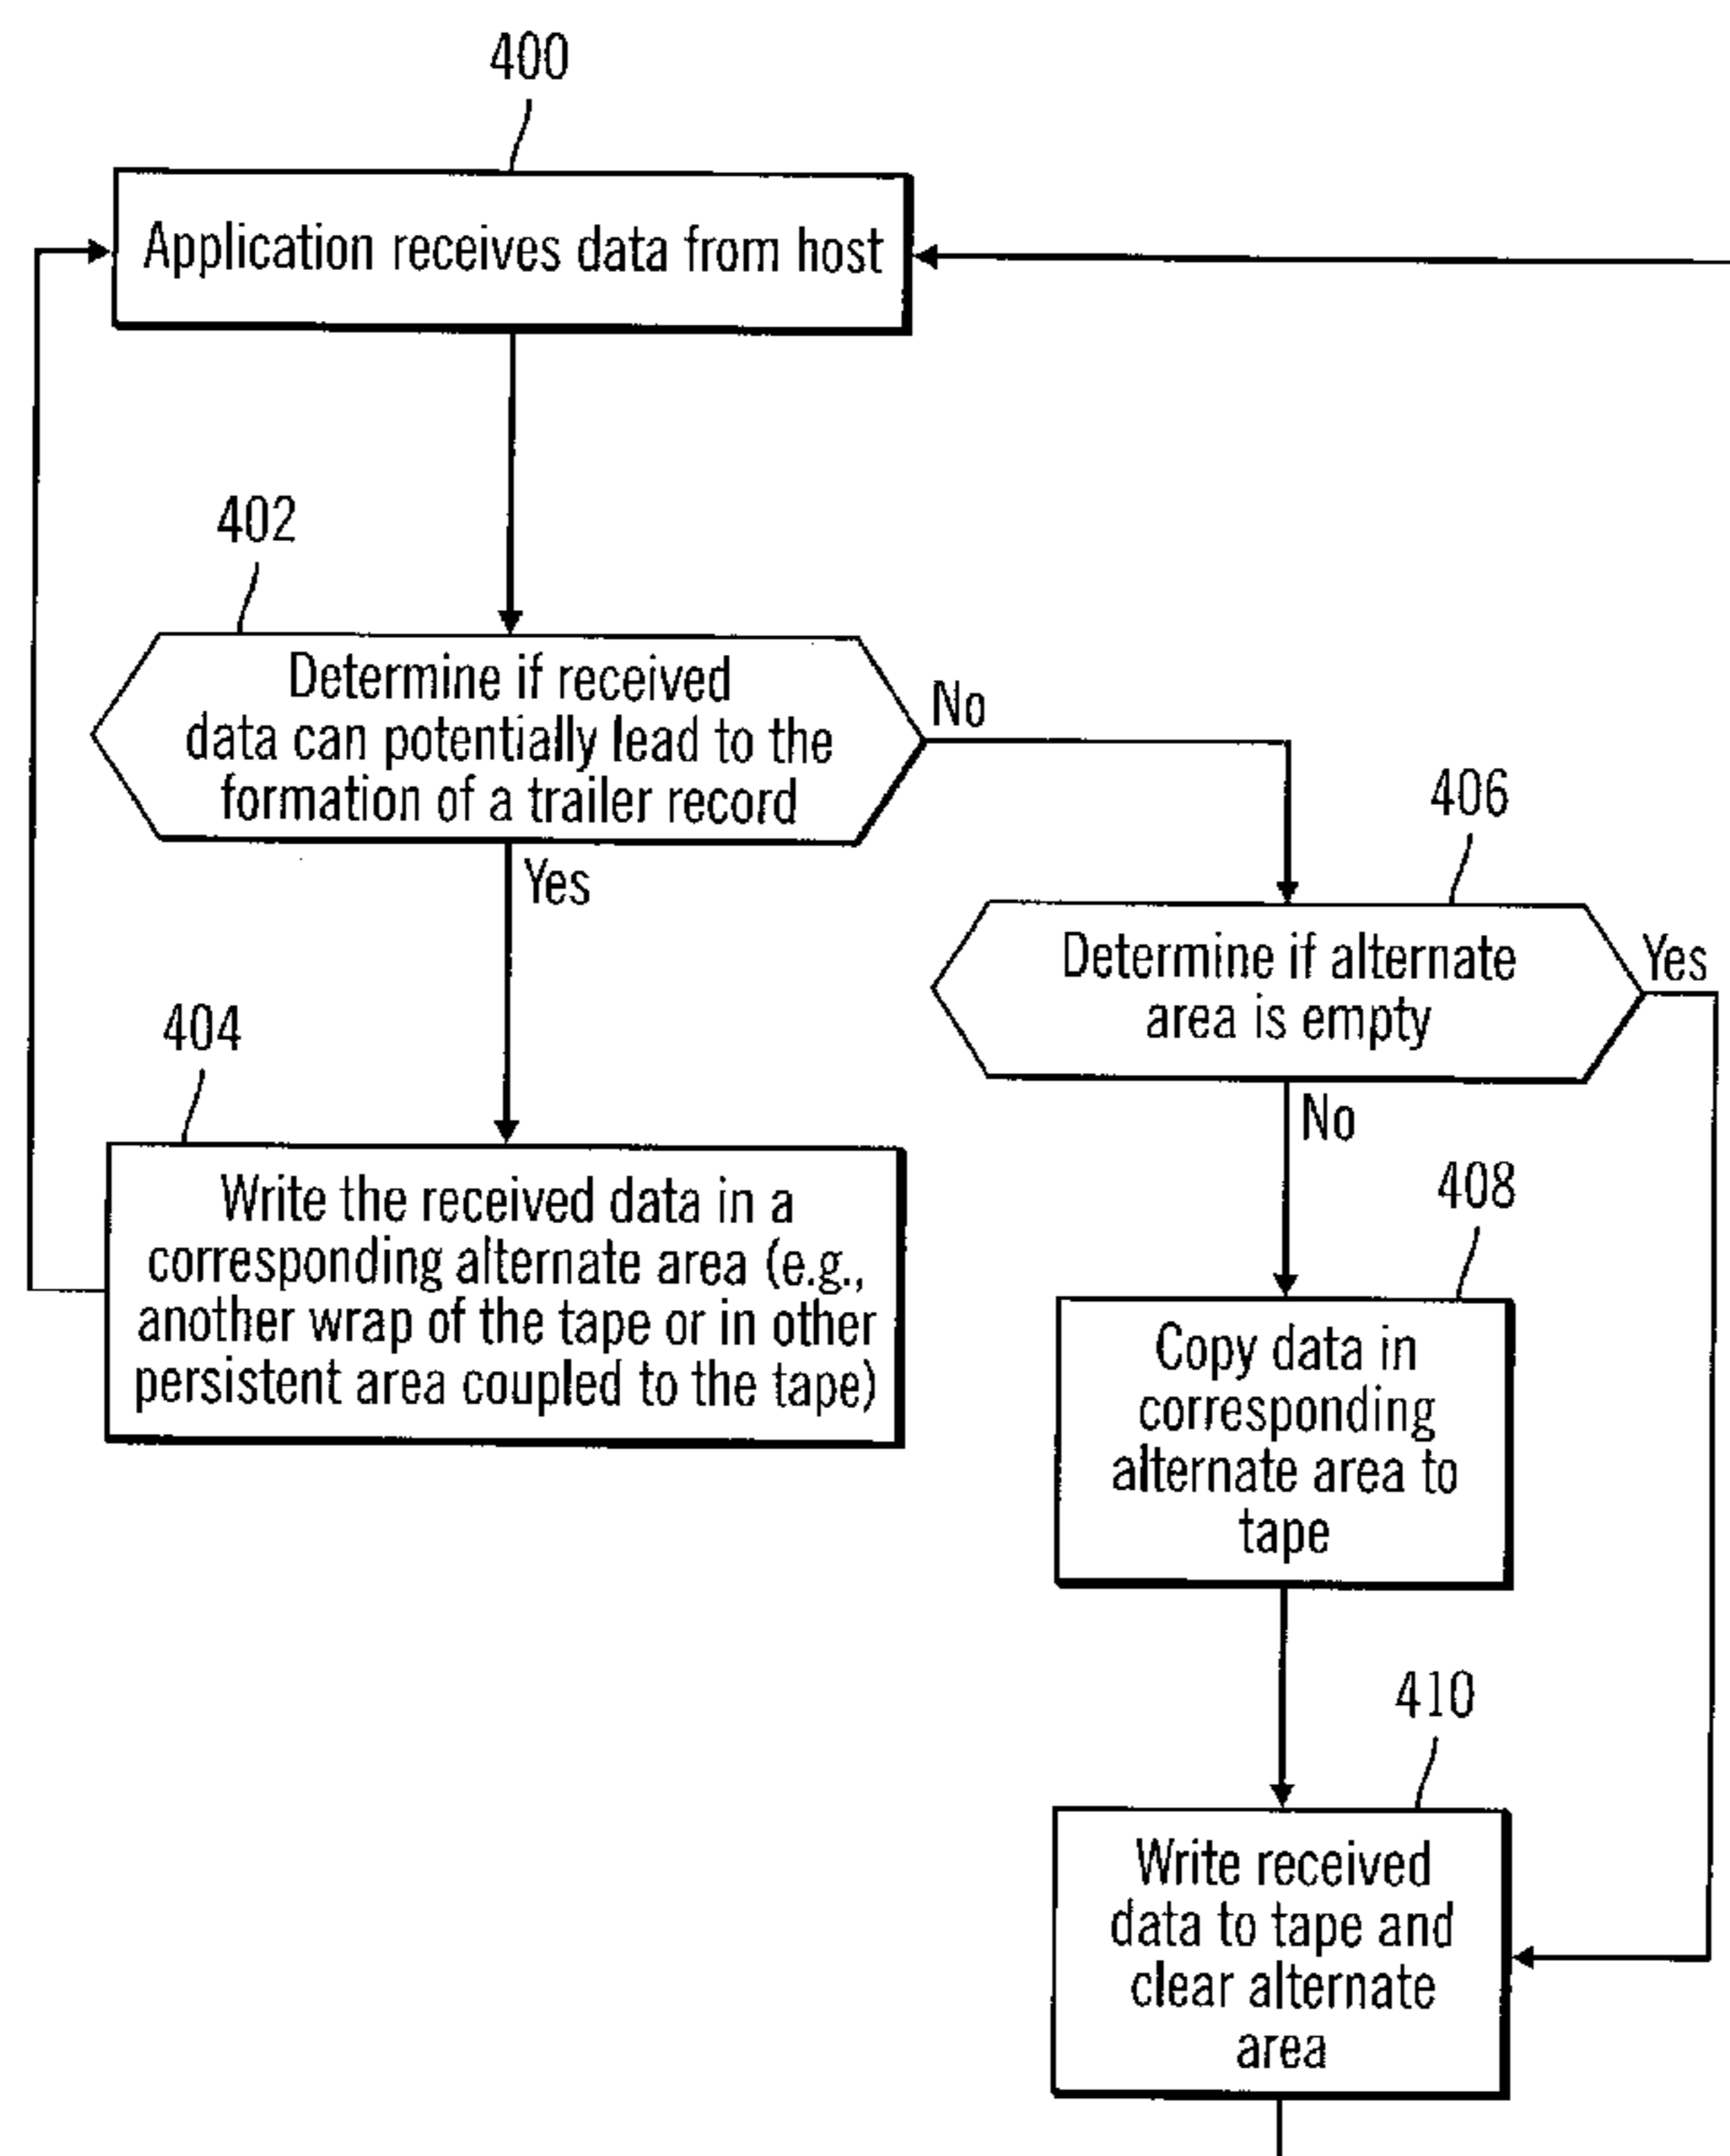 400
Application receives data from host
402
Determine if received
data can potentially lead to the
formation of a trailer record
No
Yes
406
Determine if alternate
area is empty
Yes
No
404
Write the received data in a
corresponding alternate area (e.g.,
another wrap of the tape or in other
persistent area coupled to the tape)
408
Copy data in
corresponding
alternate area to
tape
410
Write received
data to tape and
clear alternate
area